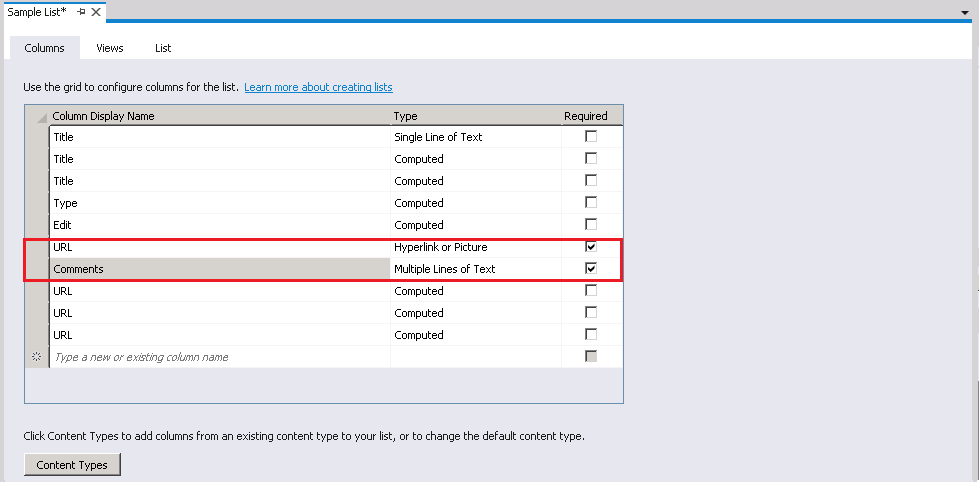 Sample List*
Columns Views List
Use the grid to configure columns for the list. Learn more about creating lists
Column Display Name Type Required
Title Single Line of Text
Title Computed
Title Computed
Type Computed
Edit Computed
URL Hyperlink or Picture
Comments Multiple Lines of Text
URL Computed
URL Computed
URL Computed
Type a new or existing column name
Click Content Types to add columns from an existing content type to your list, or to change the default content type.
Content Types